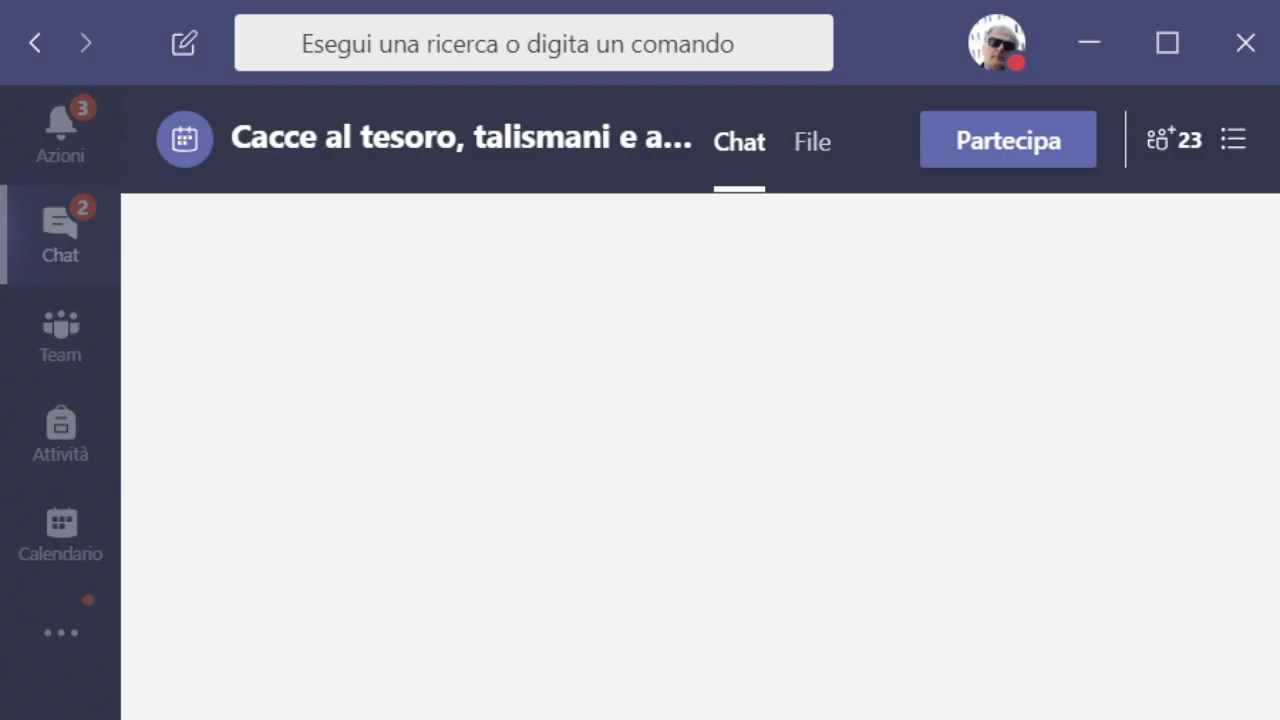 Esegui una ricerca o digita un comando
3
Azioni
Cacce al tesoro, talismani e a...
Chat
File
Partecipa
23
2
Chat
Team
Attività
Calendario